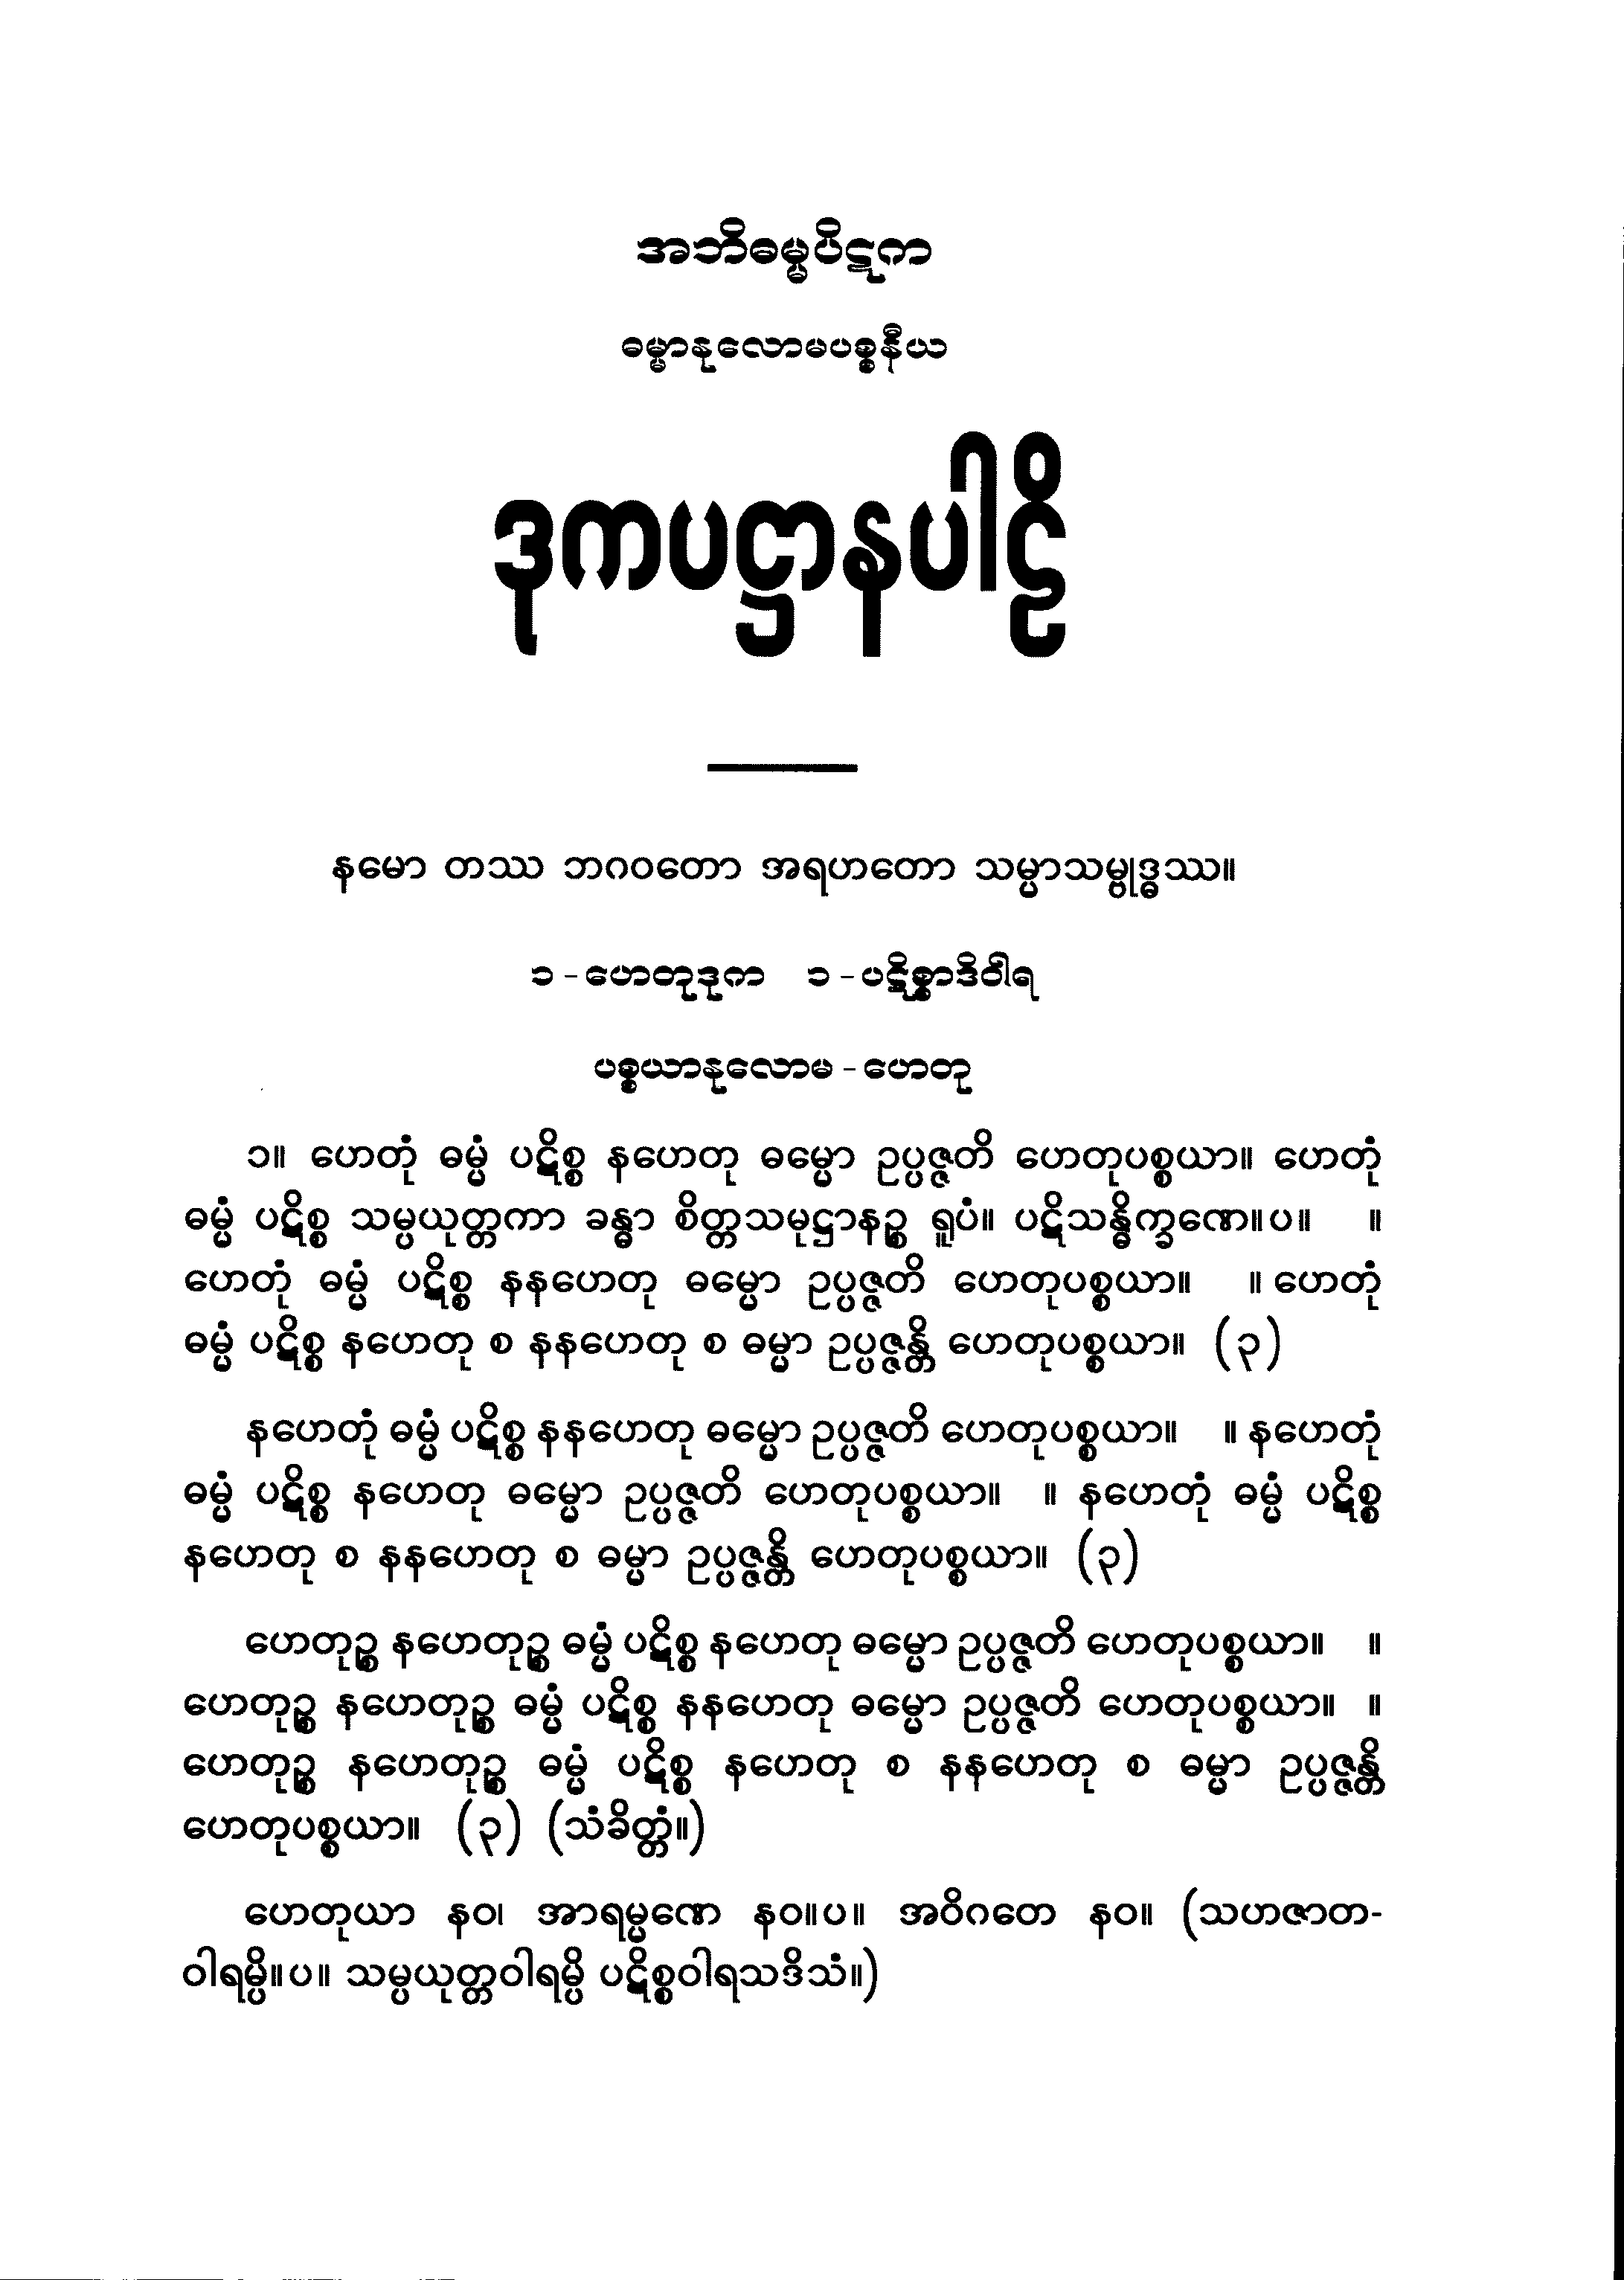 အဘိဓမ္မပိဋက
ဓမ္မာနုလောမပစ္စနီယ
ဒုကပဋ္ဌာနပါဠိ
နမော တဿ ဘဂဝတော အရဟတော သမ္မာသမ္ဗုဒ္ဓဿ။
၁ - ဟေတုဒုက ၁ - ပဋိစ္စာဒိဝါရ
ပစ္စယာနုလောမ - ဟေတု
၁။ ဟေတုံ ဓမ္မံ ပဋိစ္စ နဟေတု ဓမ္မော ဥပ္ပဇ္ဇတိ ဟေတုပစ္စယာ။ ဟေတုံ
ဓမ္မံ ပဋိစ္စ သမ္ပယုတ္တကာ ခန္ဓာ စိတ္တသမုဋ္ဌာနဉ္စ ရူပံ။ ပဋိသန္ဓိက္ခဏေ။ပ။ ။
ဟေတုံ ဓမ္မံ ပဋိစ္စ နနဟေတု ဓမ္မော ဥပ္ပဇ္ဇတိ ဟေတုပစ္စယာ။ ။ ဟေတုံ
ဓမ္မံ ပဋိစ္စ နဟေတု စ နနဟေတု စ ဓမ္မာ ဥပ္ပဇ္ဇန္တိ ဟေတုပစ္စယာ။ (၃)
နဟေတုံ ဓမ္မံ ပဋိစ္စ နနဟေတု ဓမ္မော ဥပ္ပဇ္ဇတိ ဟေတုပစ္စယာ။ ။ နဟေတုံ
ဓမ္မံ ပဋိစ္စ နဟေတု ဓမ္မော ဥပ္ပဇ္ဇတိ ဟေတုပစ္စယာ။ ။ နဟေတုံ ဓမ္မံ ပဋိစ္စ
နဟေတု စ နနဟေတု စ ဓမ္မာ ဥပ္ပဇ္ဇန္တိ ဟေတုပစ္စယာ။ (၃)
ဟေတုဉ္စ နဟေတုဉ္စ ဓမ္မံ ပဋိစ္စ နဟေတု ဓမ္မော ဥပ္ပဇ္ဇတိ ဟေတုပစ္စယာ။ ။
ဟေတုဉ္စ နဟေတုဉ္စ ဓမ္မံ ပဋိစ္စ နနဟေတု ဓမ္မော ဥပ္ပဇ္ဇတိ ဟေတုပစ္စယာ။ ။
ဟေတုဉ္စ နဟေတုဉ္စ ဓမ္မံ ပဋိစ္စ နဟေတု စ နနဟေတု စ ဓမ္မာ ဥပ္ပဇ္ဇန္တိ
ဟေတုပစ္စယာ။ (၃) (သံခိတ္တံ။)
ဟေတုယာ နဝ၊ အာရမ္မဏေ နဝ။ပ။ အဝိဂတေ နဝ။ (သဟဇာတ-
ဝါရမ္ပိ။ပ။ သမ္ပယုတ္တဝါရမ္ပိ ပဋိစ္စဝါရသဒိသံ။)